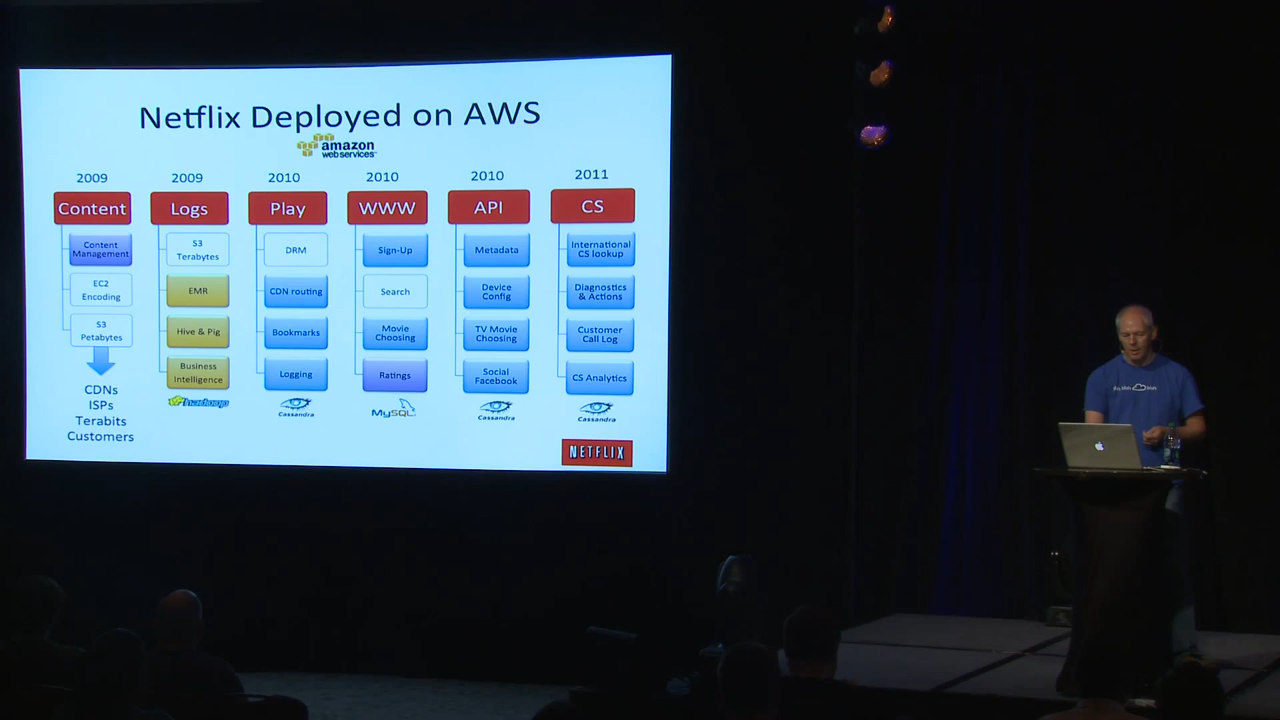 Netflix Deployed on AWS
amazon
webservices™
2009
2009
2010
2010
2010
2011
Content
Logs
Play
WWW
API
CS
Content
Management
S3
Terabytes
DRM
Sign-Up
Metadata
International
CS lookup
EC2
Encoding
EMR
CDN routing
Search
Device
Config
Diagnostics
& Actions
S3
Petabytes
Hive & Pig
Bookmarks
Movie
Choosing
TV Movie
Choosing
Customer
Call Log
Business
Intelligence
Logging
Ratings
Social
Facebook
CS Analytics
CDNs
ISPs
Terabits
Customers
hadoop
Cassandra
MySQL
Cassandra
Cassandra
NETFLIX